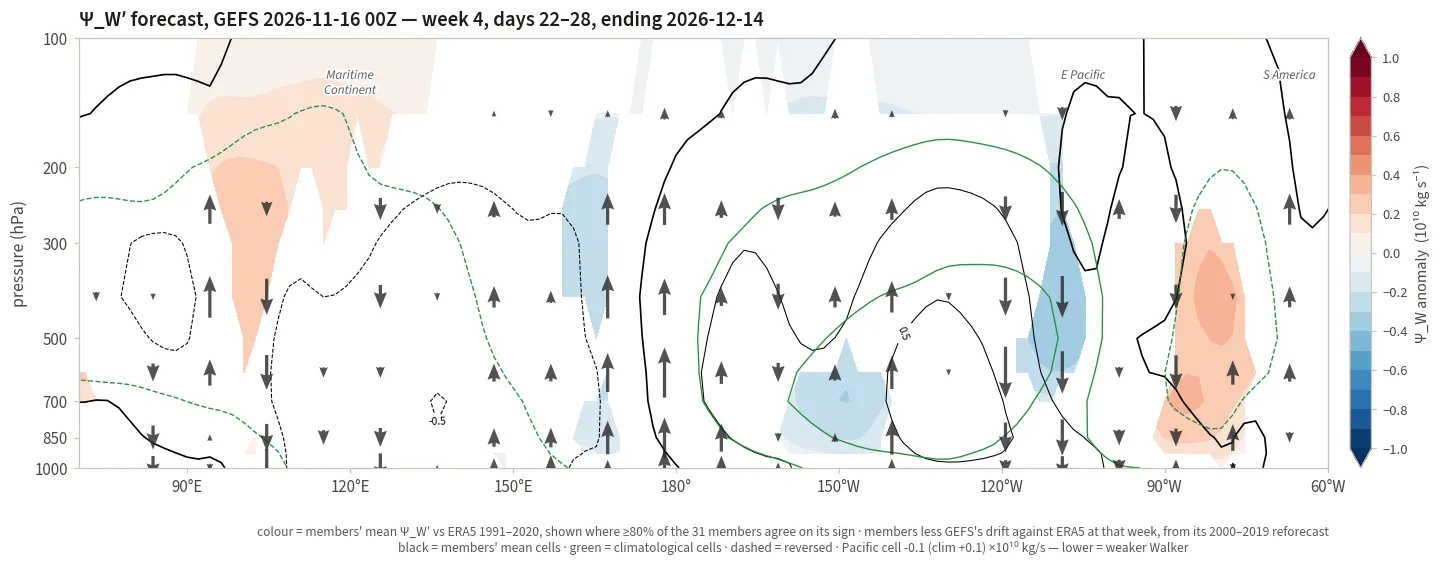 Ψ_W′ forecast, GEFS 2026-11-16 00Z — week 4, days 22–28, ending 2026-12-14
100
200
300
400
500
700
850
1000
pressure (hPa)
Maritime
Continent
E Pacific
S America
0.5
-0.5
90°E
120°E
150°E
180°
150°W
120°W
90°W
60°W
1.0
0.8
0.6
0.4
0.2
0.0
−0.2
−0.4
−0.6
−0.8
−1.0
Ψ_W anomaly (10¹⁰ kg s⁻¹)
colour = members' mean Ψ_W′ vs ERA5 1991–2020, shown where ≥80% of the 31 members agree on its sign · members less GEFS's drift against ERA5 at that week, from its 2000–2019 reforecast
black = members' mean cells · green = climatological cells · dashed = reversed · Pacific cell -0.1 (clim +0.1) ×10¹⁰ kg/s — lower = weaker Walker